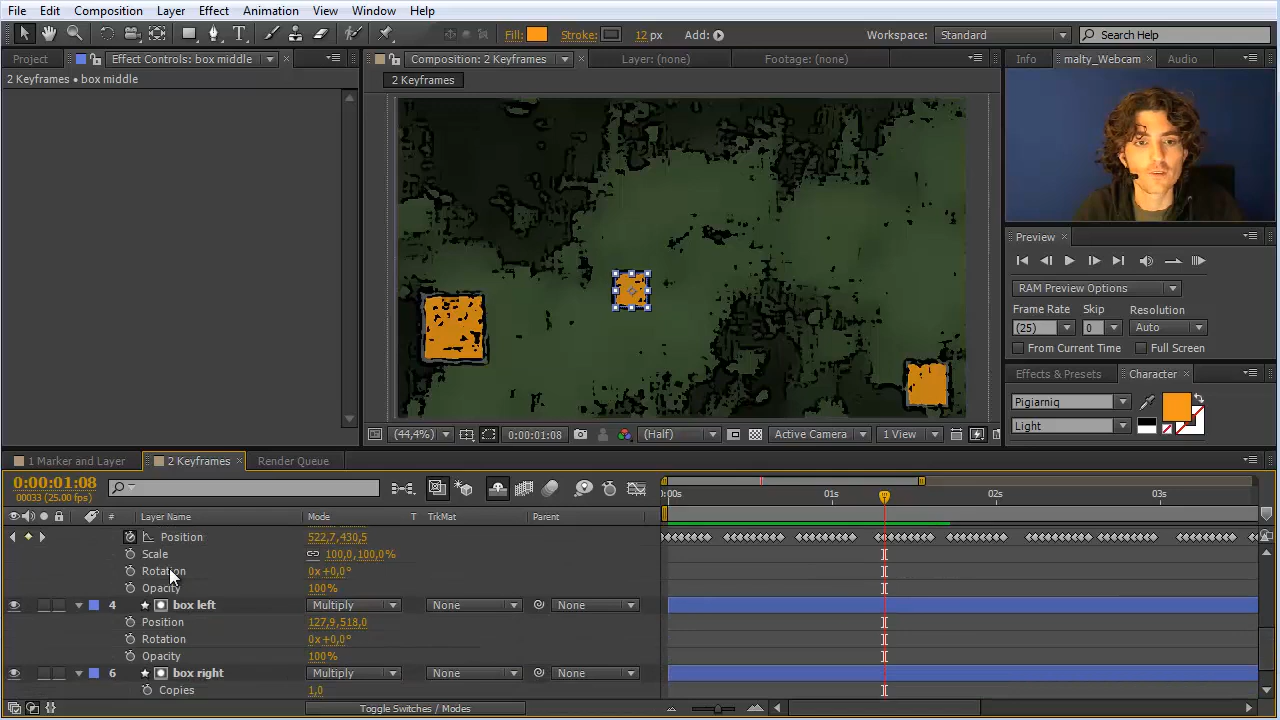 File Edit Composition Layer Effect Animation View Window Help
Fill: Stroke: 12 px Add: Workspace: Standard Search Help
Project Effect Controls: box middle Composition: 2 Keyframes Layer: (none) Footage: (none) Info malty_Webcam Audio
2 Keyframes • box middle 2 Keyframes
Preview
RAM Preview Options
Frame Rate Skip Resolution
(25) 0 Auto
From Current Time Full Screen
Effects & Presets Character
Pigiarniq
Light
(44,4%) 0:00:01:08 (Half) Active Camera 1 View
1 Marker and Layer 2 Keyframes Render Queue
0:00:01:08
00033 (25.00 fps)
:00s 01s 02s 03s
# Layer Name Mode T TrkMat Parent
Position 522,7,430,5
Scale 100,0,100,0%
Rotation 0x+0,0°
Opacity 100%
4 box left Multiply None None
Position 127,9,518,0
Rotation 0x+0,0°
Opacity 100%
6 box right Multiply None None
Copies 1,0
Toggle Switches / Modes